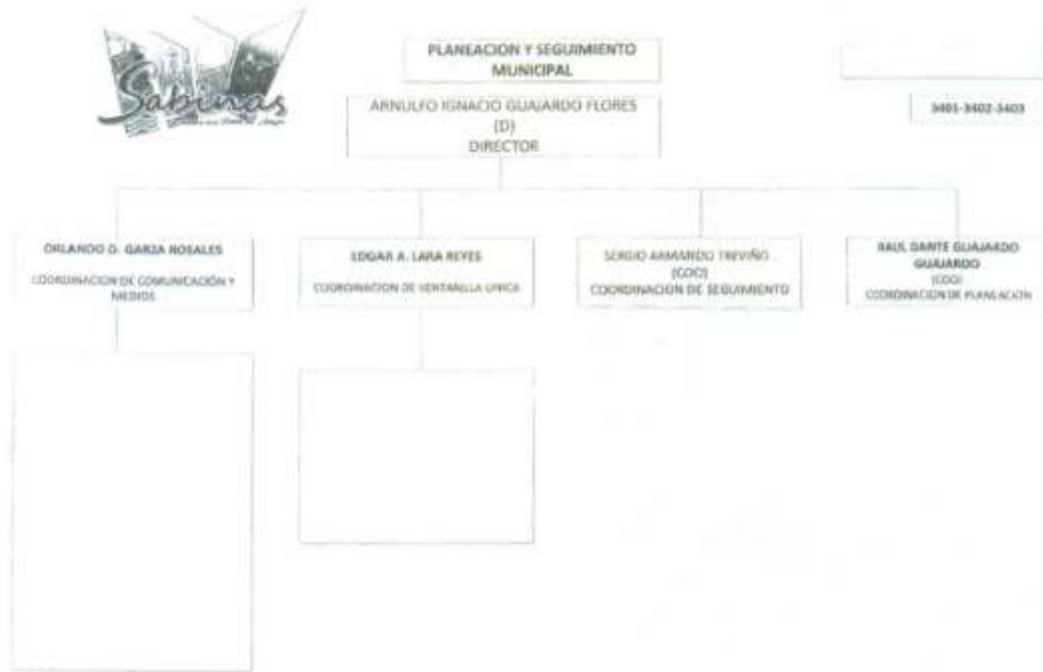 Sabinas
PLANEACION Y SEGUIMIENTO
MUNICIPAL
ARNULFO IGNACIO GUAJARDO FLORES
(D)
DIRECTOR
3401-3402-3403
ORLANDO O. GARZA ROSALES
COORDINACION DE COMUNICACIÓN Y
MEDIOS
EDGAR A. LARA REYES
COORDINACION DE VENTANILLA UNICA
SERGIO ARMANDO TREVIÑO
(COO)
COORDINACION DE SEGUIMIENTO
RAUL DANTE GUAJARDO
GUAJARDO
(COO)
COORDINACION DE PLANEACION